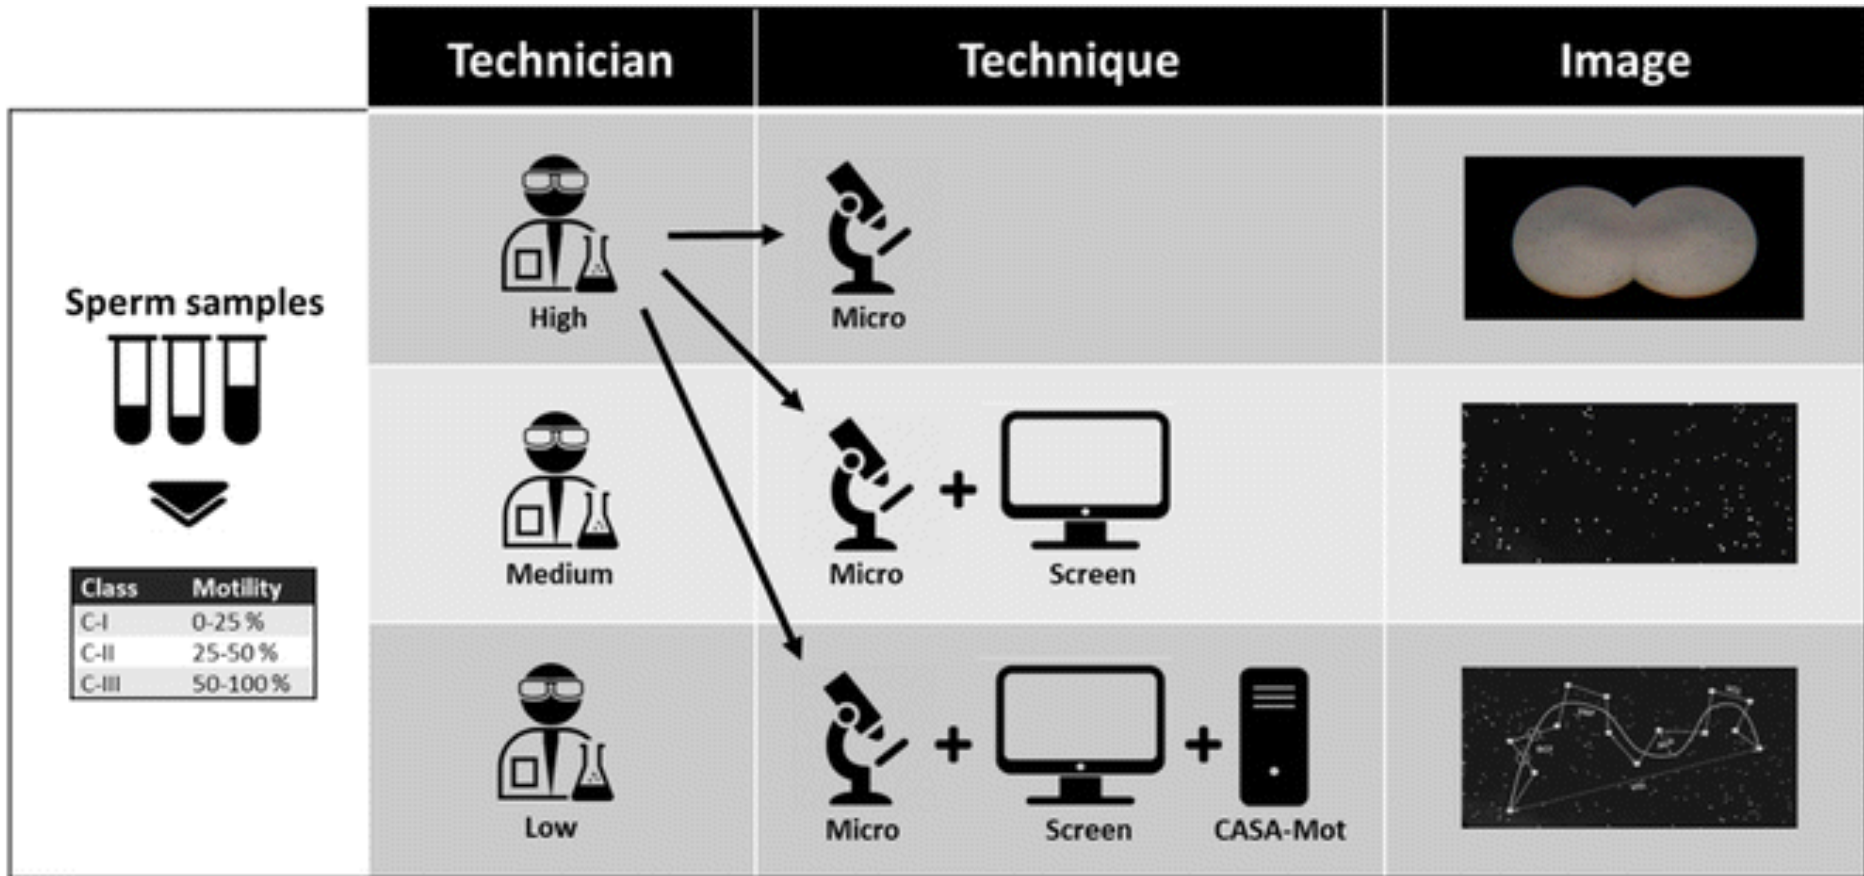 Technician Technique Image
Sperm samples
Class Motility
C-I 0-25 %
C-II 25-50 %
C-III 50-100 %
High Micro
Medium Micro + Screen
Low Micro + Screen + CASA-Mot